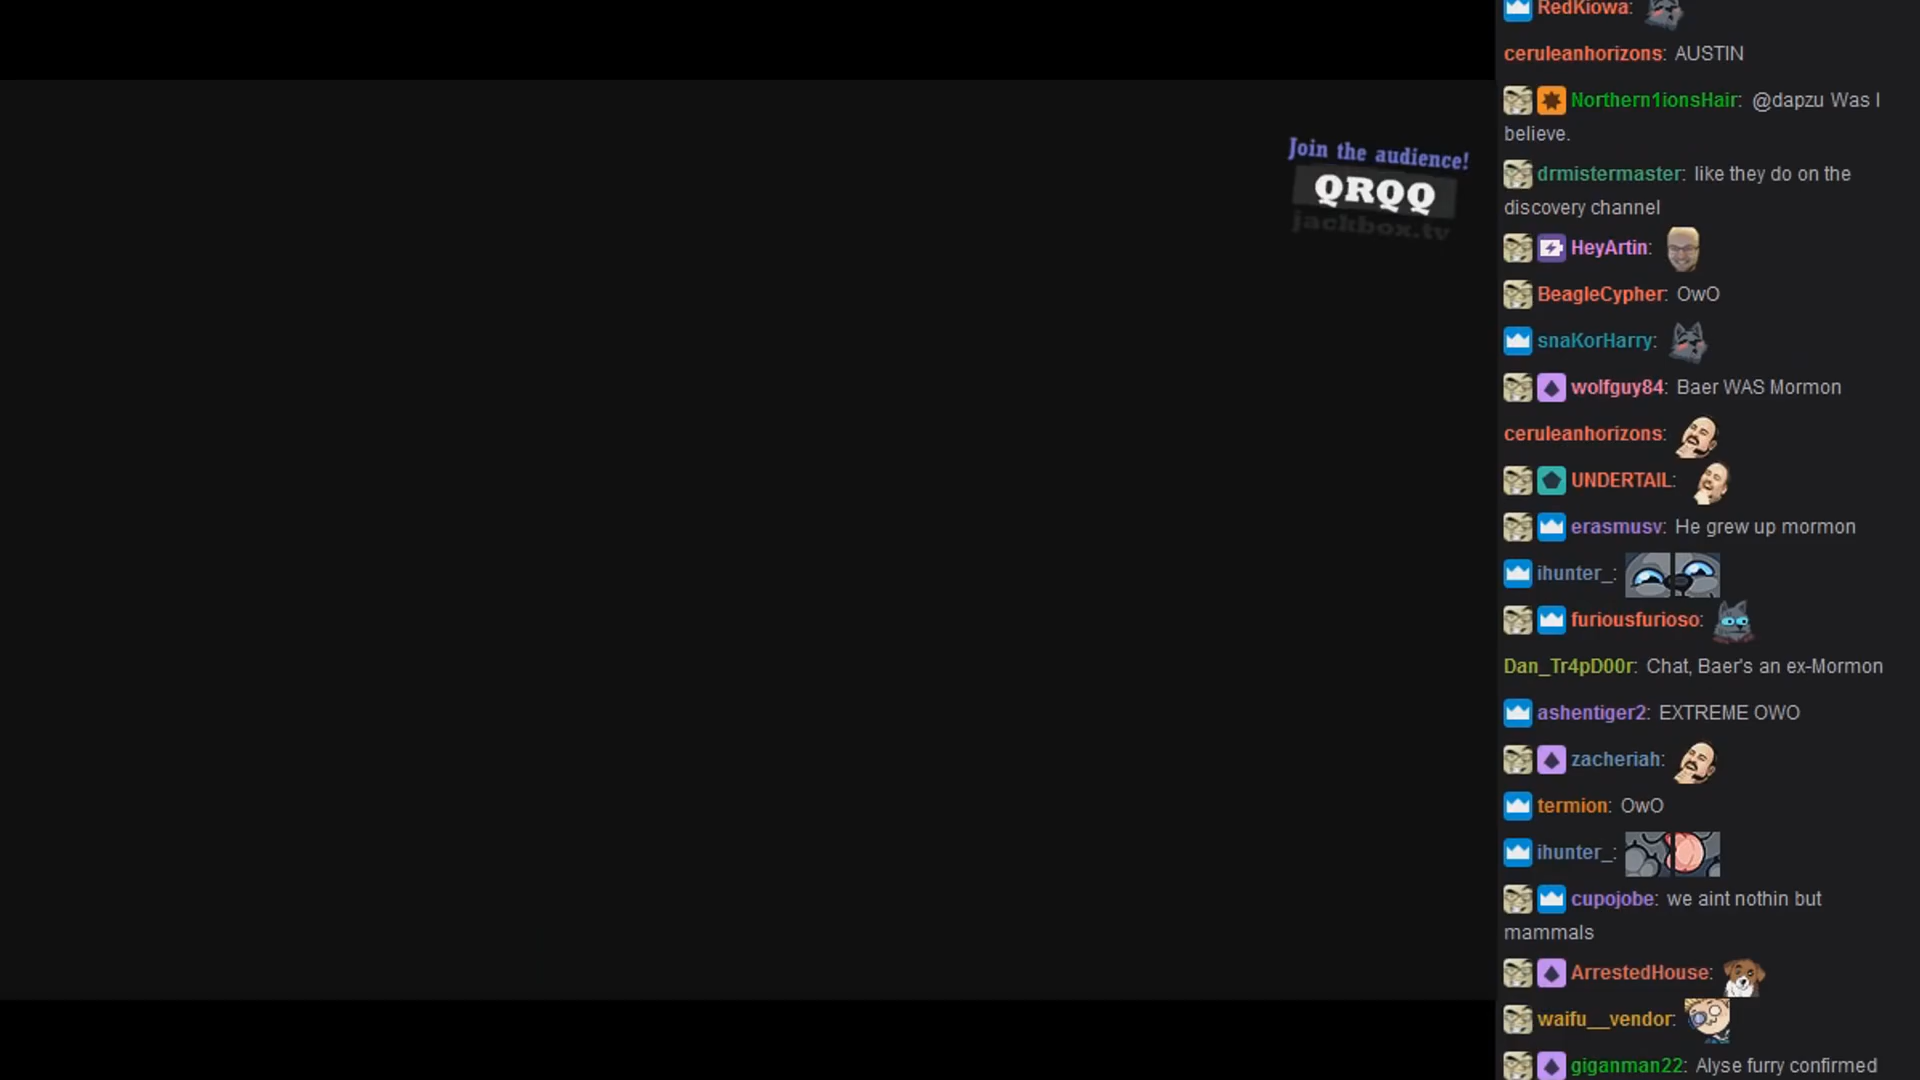 Join the audience!
QRQQ
jackbox.tv
RedKiowa:
ceruleanhorizons: AUSTIN
Northern1ionsHair: @dapzu Was I
believe.
drmistermaster: like they do on the
discovery channel
HeyArtin:
BeagleCypher: OwO
snaKorHarry:
wolfguy84: Baer WAS Mormon
ceruleanhorizons:
UNDERTAIL:
erasmusv: He grew up mormon
ihunter_:
furiousfurioso:
Dan_Tr4pD00r: Chat, Baer's an ex-Mormon
ashentiger2: EXTREME OWO
zacheriah:
termion: OwO
ihunter_:
cupojobe: we aint nothin but
mammals
ArrestedHouse:
waifu__vendor:
giganman22: Alyse furry confirmed